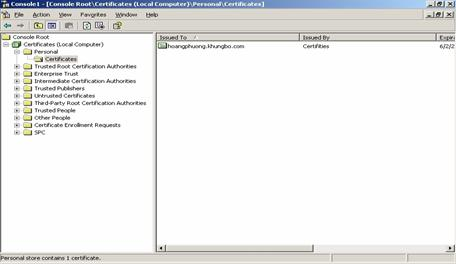 Console1 - [Console Root\Certificates (Local Computer)\Personal\Certificates]
File Action View Favorites Window Help
Console Root
Certificates (Local Computer)
Personal
Certificates
Trusted Root Certification Authorities
Enterprise Trust
Intermediate Certification Authorities
Trusted Publishers
Untrusted Certificates
Third-Party Root Certification Authorities
Trusted People
Other People
Certificate Enrollment Requests
SPC
Issued To Issued By Expir
hoangphuong.khungbo.com Certifities 6/2/2
Personal store contains 1 certificate.